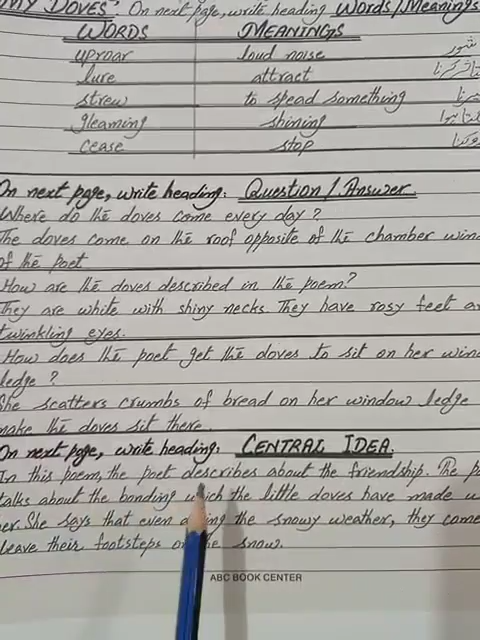 MY DOVES: On next page, write heading Words/Meanings
WORDS MEANINGS
uproar loud noise شور
lure attract
strew to spead something
gleaming shining
cease stop روکنا
On next page, write heading: Question/Answer
Where do the doves come every day?
The doves come on the roof opposite of the chamber
of the poet
How are the doves described in the poem?
They are white with shiny necks. They have rosy feet
twinkling eyes.
How does the poet get the doves to sit on her
ledge?
She scatters crumbs of bread on her window ledge
make the doves sit there.
On next page, write heading: CENTRAL IDEA.
In this poem, the poet describes about the friendship. The
talks about the bonding which the little doves have made
her. She says that even the snowy weather, they come
leave their footsteps snow.
ABC BOOK CENTER